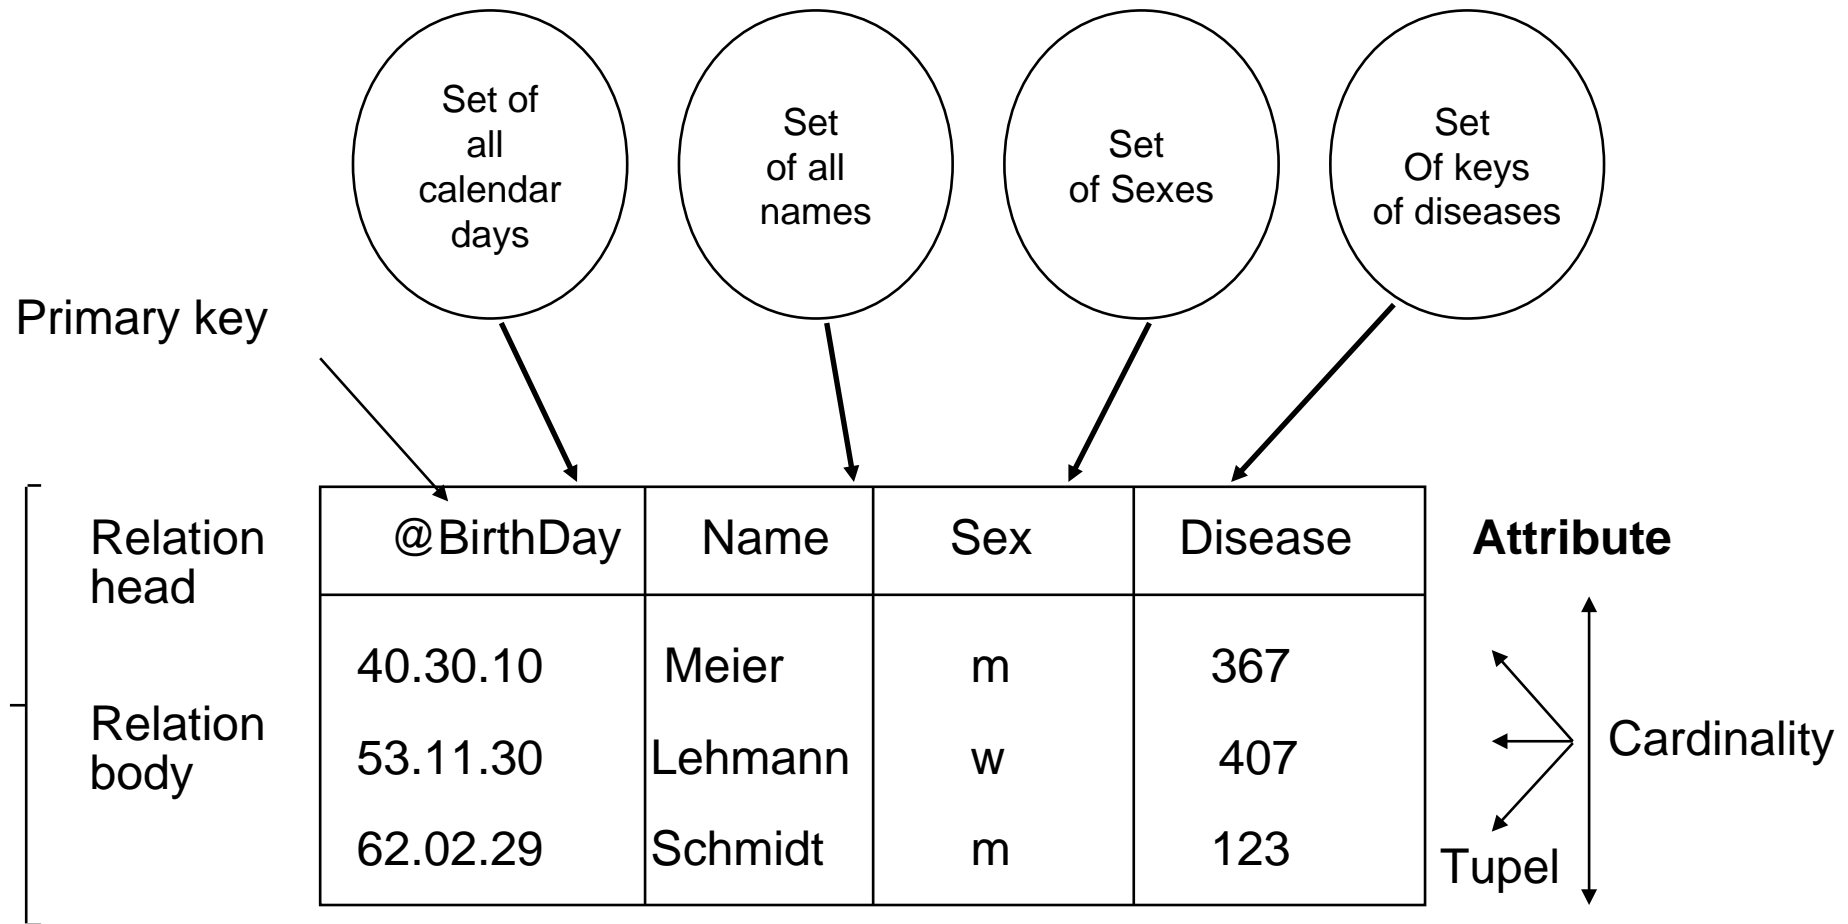 Set of
all
calendar
days
Set
of all
names
Set
of Sexes
Set
Of keys
of diseases
Primary key
Relation
head
@BirthDay Name Sex Disease Attribute
40.30.10 Meier m 367
Relation
body
53.11.30 Lehmann w 407 Cardinality
62.02.29 Schmidt m 123
Tupel